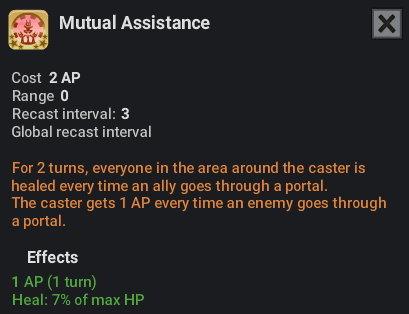 Mutual Assistance
Cost 2 AP
Range 0
Recast interval: 3
Global recast interval
For 2 turns, everyone in the area around the caster is
healed every time an ally goes through a portal.
The caster gets 1 AP every time an enemy goes through
a portal.
Effects
1 AP (1 turn)
Heal: 7% of max HP